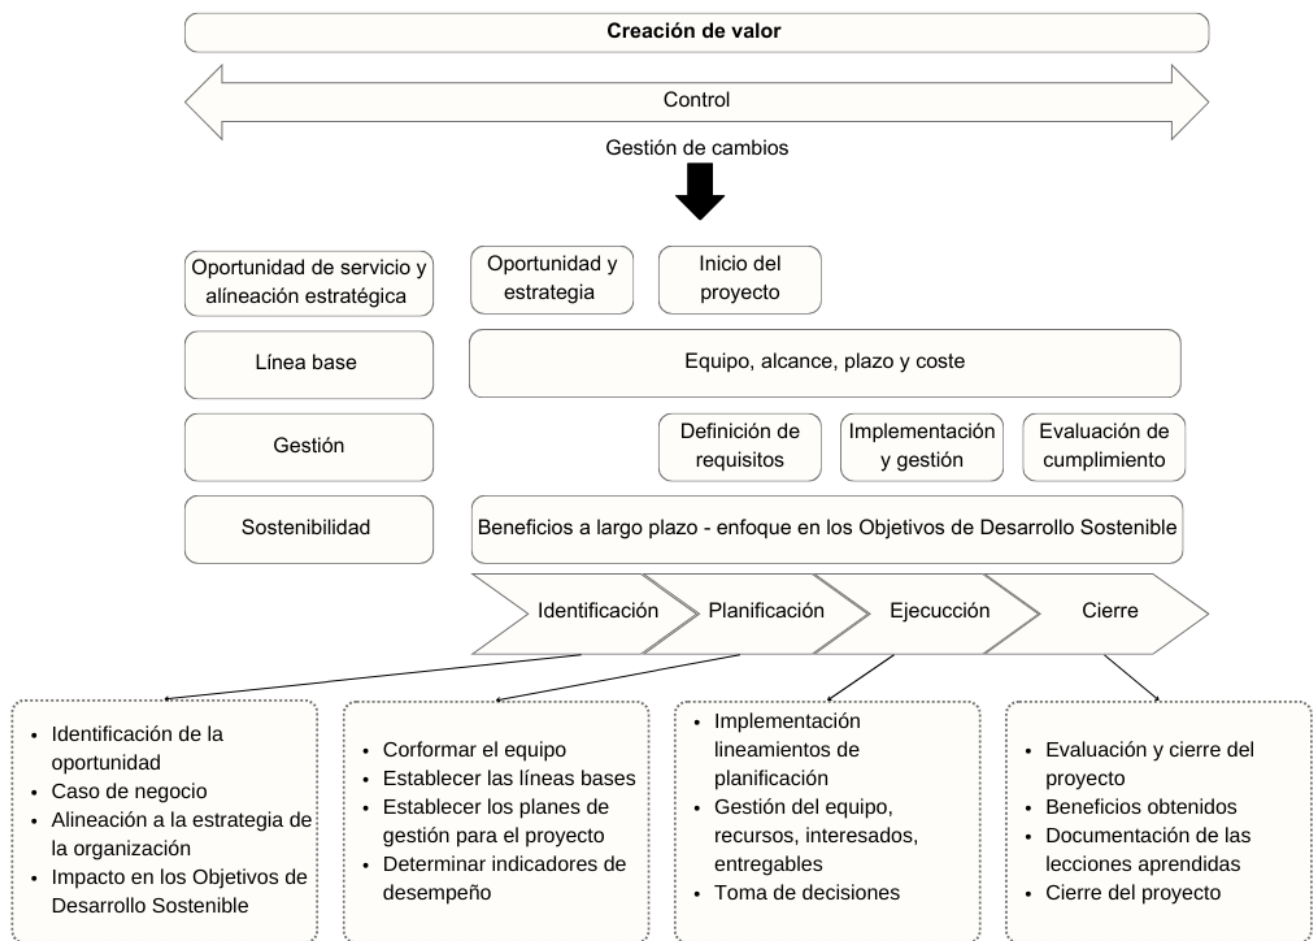 Creación de valor
Control
Gestión de cambios
Oportunidad de servicio y
alíneación estratégica
Oportunidad y
estrategia
Inicio del
proyecto
Línea base
Equipo, alcance, plazo y coste
Gestión
Definición de
requisitos
Implementación
y gestión
Evaluación de
cumplimiento
Sostenibilidad
Beneficios a largo plazo - enfoque en los Objetivos de Desarrollo Sostenible
Identificación
Planificación
Ejecucción
Cierre
• Identificación de la
oportunidad
• Caso de negocio
• Alineación a la estrategia de
la organización
• Impacto en los Objetivos de
Desarrollo Sostenible
• Corformar el equipo
• Establecer las líneas bases
• Establecer los planes de
gestión para el proyecto
• Determinar indicadores de
desempeño
• Implementación
lineamientos de
planificación
• Gestión del equipo,
recursos, interesados,
entregables
• Toma de decisiones
• Evaluación y cierre del
proyecto
• Beneficios obtenidos
• Documentación de las
lecciones aprendidas
• Cierre del proyecto